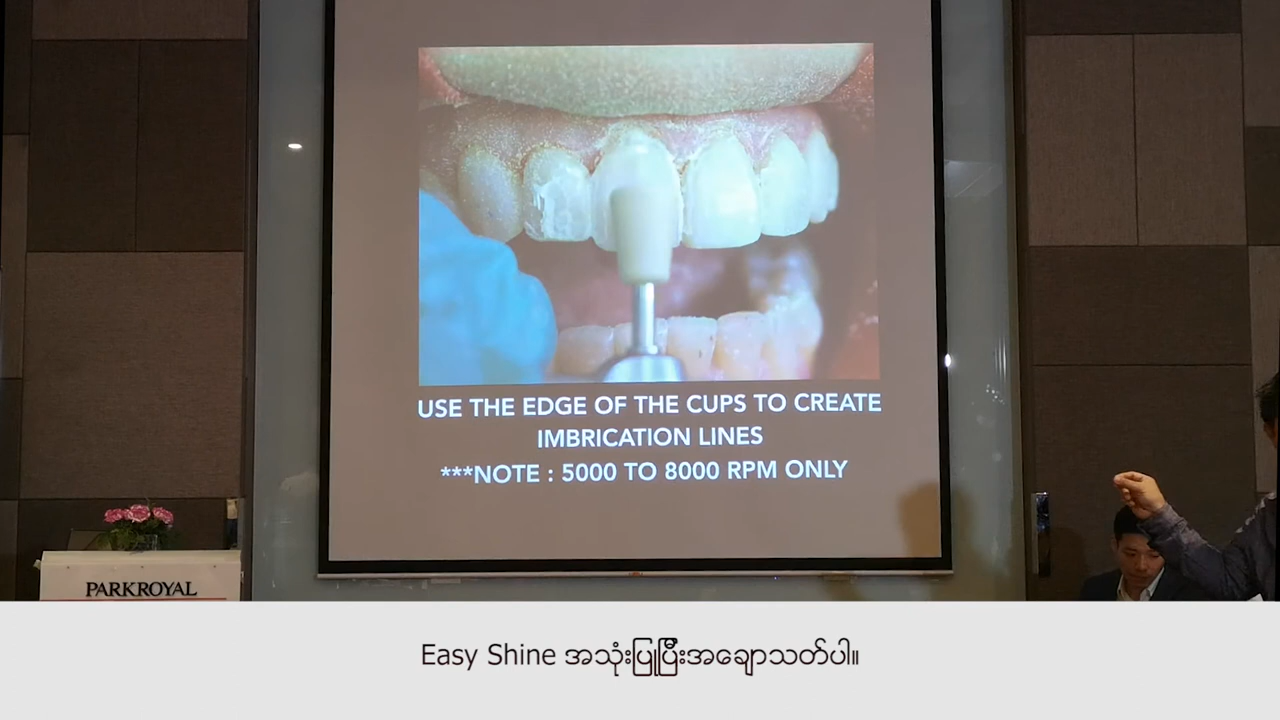 USE THE EDGE OF THE CUPS TO CREATE
IMBRICATION LINES
***NOTE : 5000 TO 8000 RPM ONLY
PARKROYAL
Easy Shine အသုံးပြုပြီးအချောသတ်ပါ။